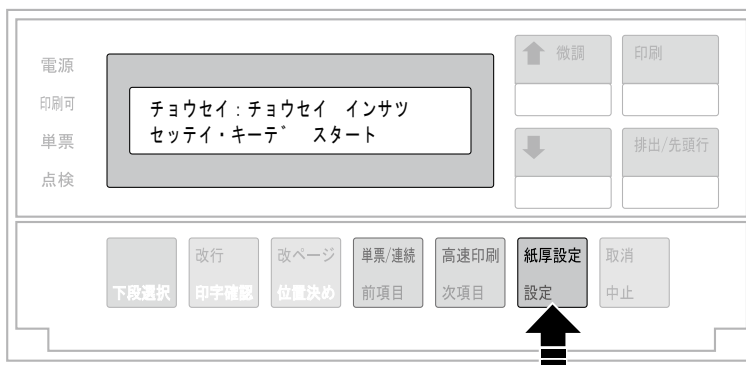 電源
印刷可
単票
点検
チョウセイ：チョウセイ　インサツ
セッテイ・キーデ　スタート
微調
印刷
排出/先頭行
改行
改ページ
単票/連続
高速印刷
紙厚設定
取消
下段選択
印字確認
位置決め
前項目
次項目
設定
中止